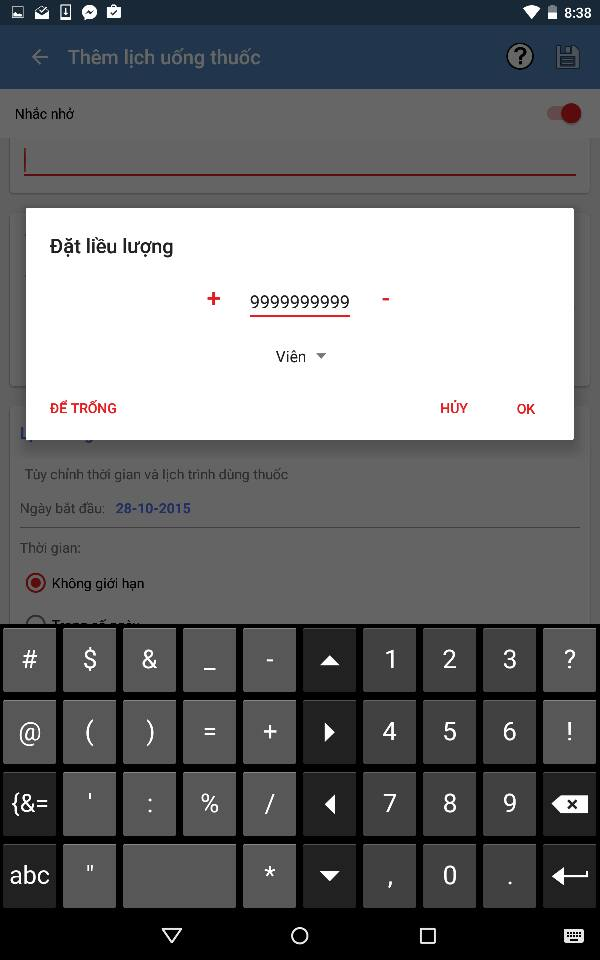 8:38
Thêm lịch uống thuốc
Nhắc nhở
Đặt liều lượng
+ 9999999999 -
Viên
ĐỂ TRỐNG HỦY OK
Tùy chỉnh thời gian và lịch trình dùng thuốc
Ngày bắt đầu: 28-10-2015
Thời gian:
Không giới hạn
# $ & _ - 1 2 3 ?
@ ( ) = + 4 5 6 !
{&= ' : % / 7 8 9
abc " * , 0 .